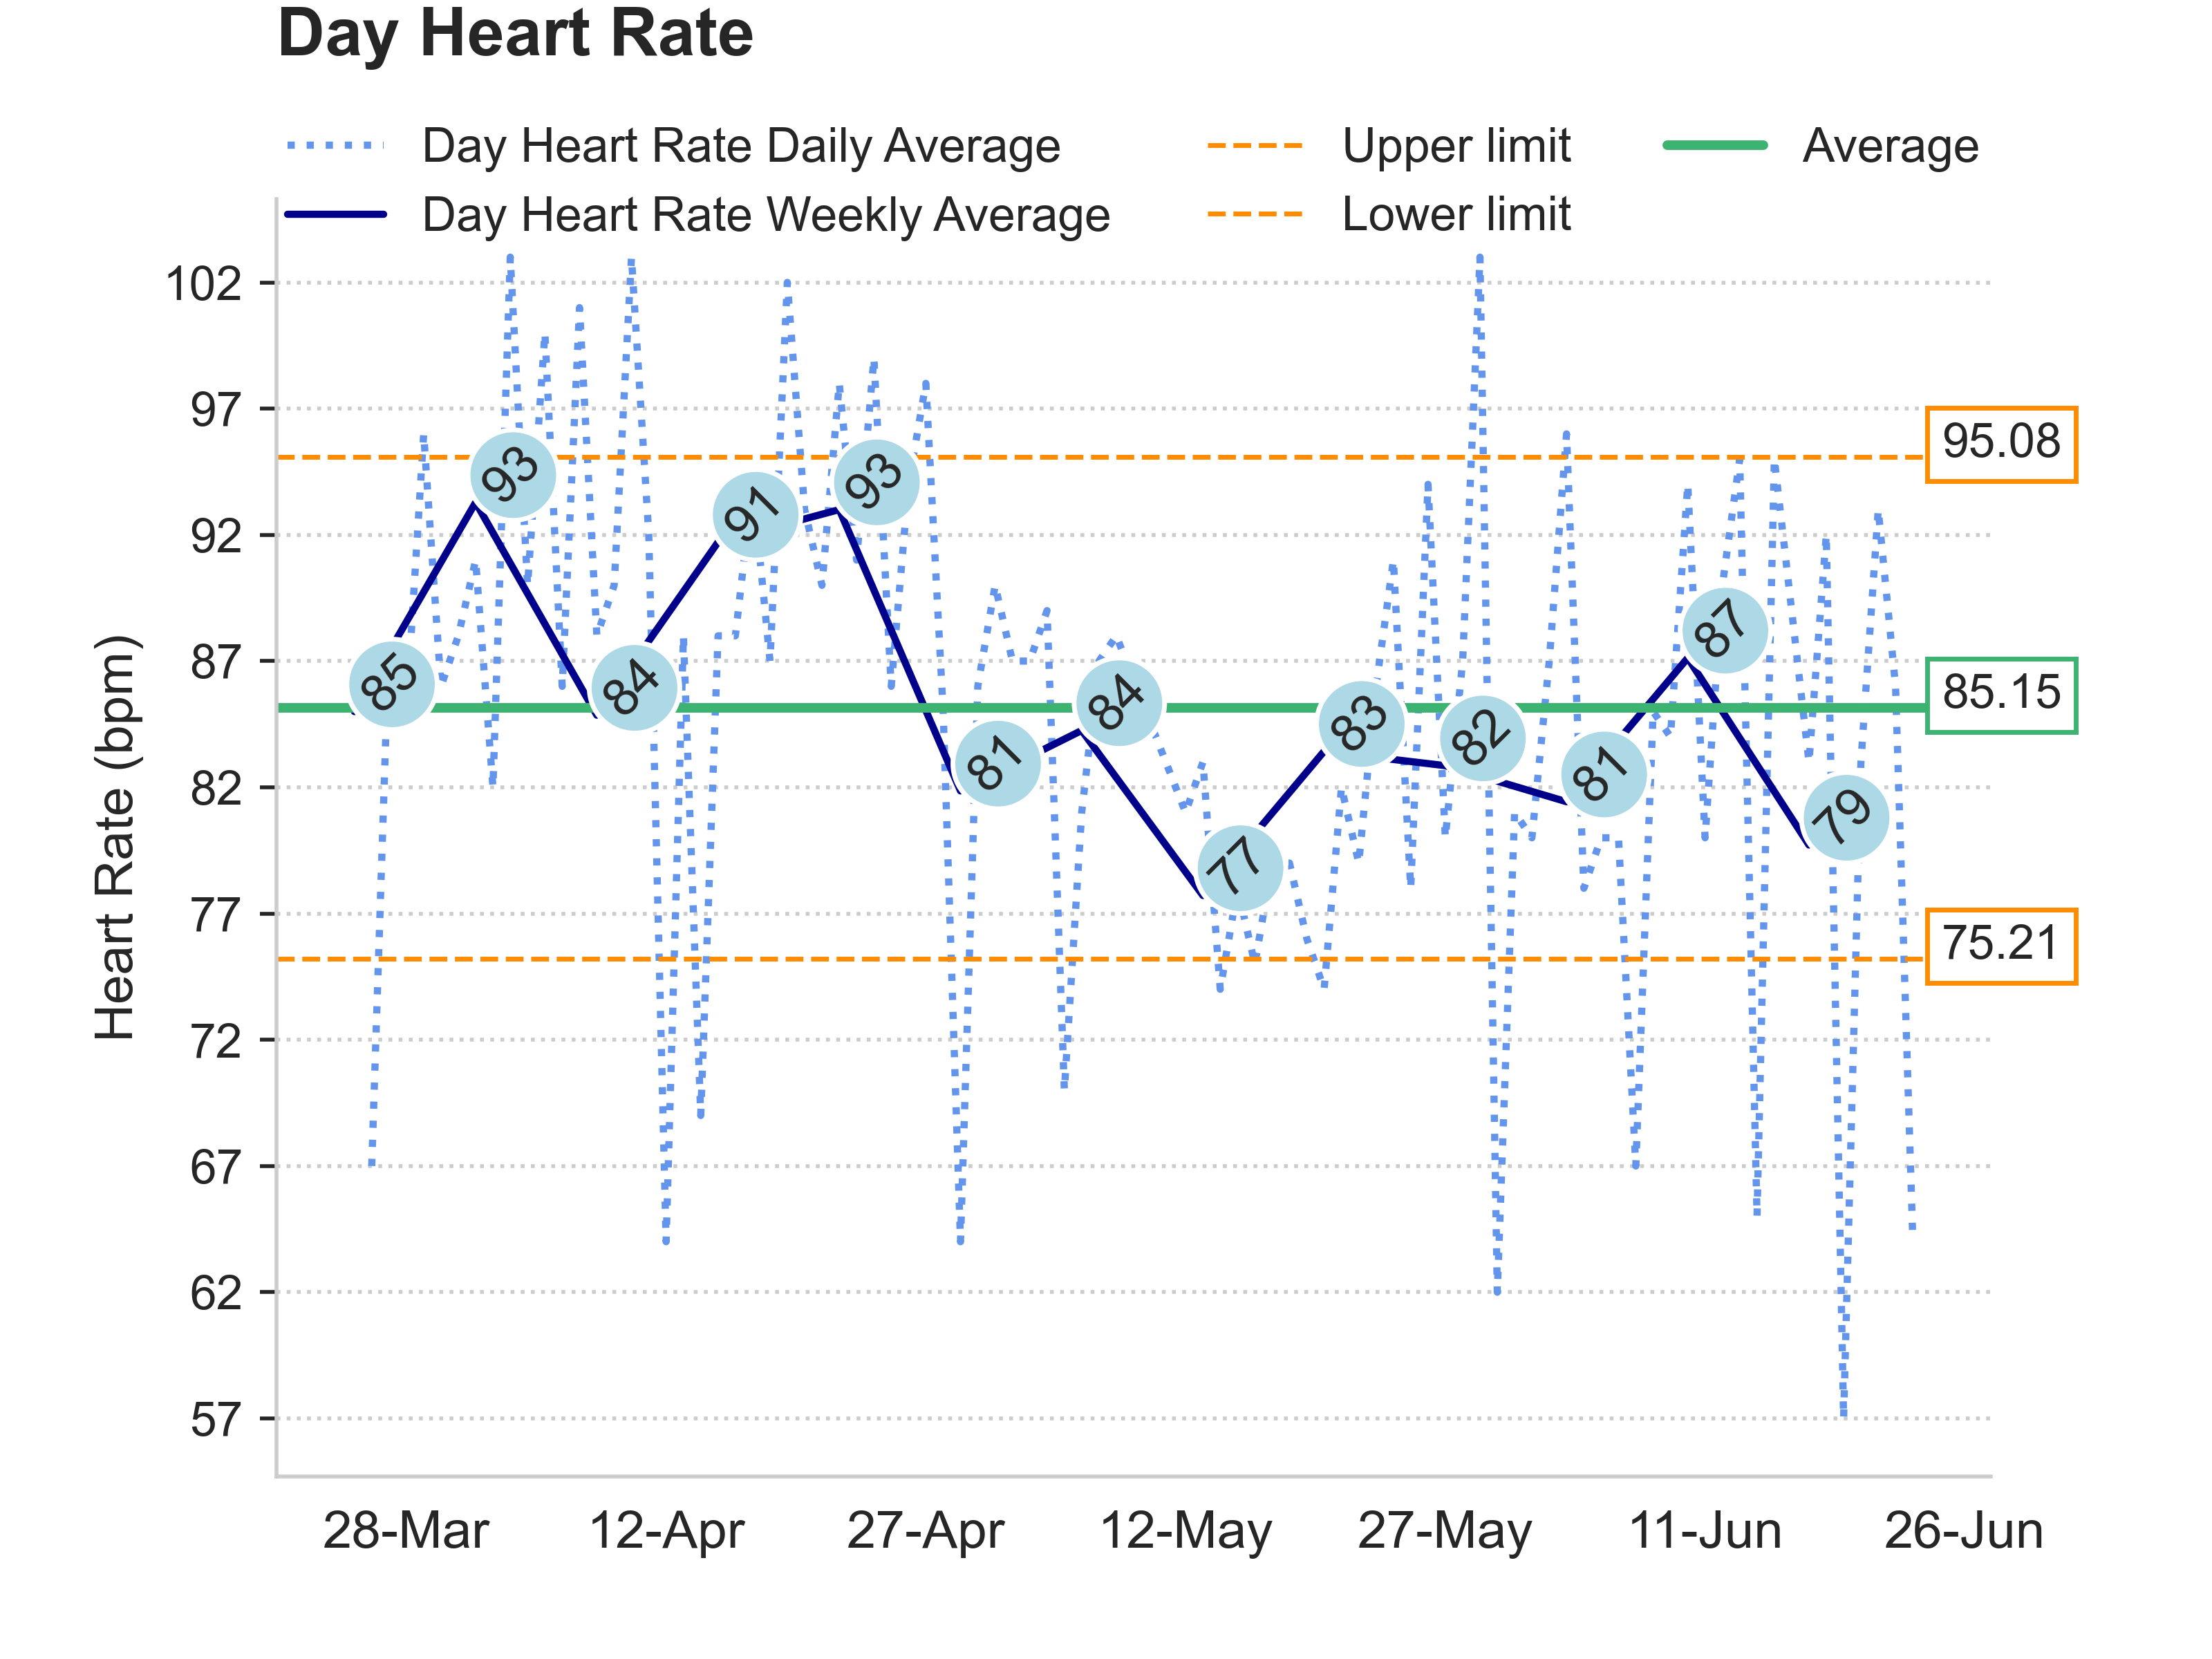 Day Heart Rate
Day Heart Rate Daily Average
Upper limit
Average
Day Heart Rate Weekly Average
Lower limit
Heart Rate (bpm)
102
97
92
87
82
77
72
67
62
57
85
93
84
91
93
81
84
77
83
82
81
87
79
95.08
85.15
75.21
28-Mar
12-Apr
27-Apr
12-May
27-May
11-Jun
26-Jun